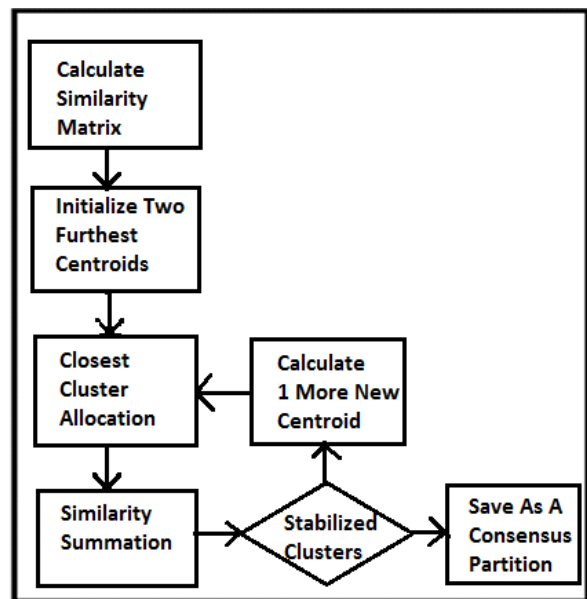 Calculate
Similarity
Matrix
Initialize Two
Furthest
Centroids
Closest
Cluster
Allocation
Calculate
1 More New
Centroid
Similarity
Summation
Stabilized
Clusters
Save As A
Consensus
Partition